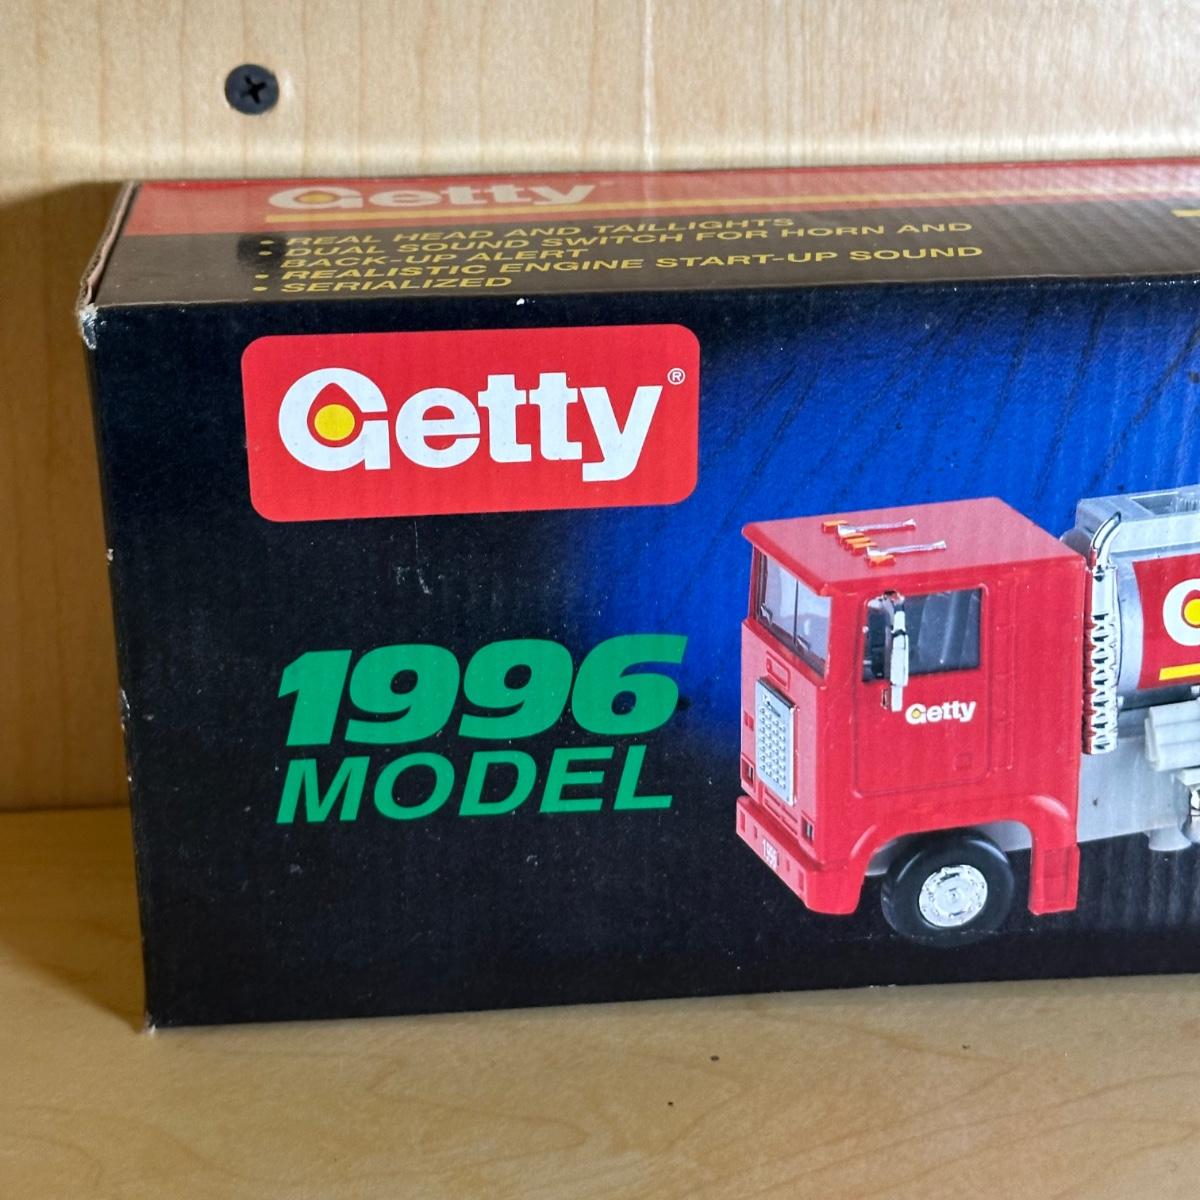 Getty
• REAL HEAD AND TAILLIGHTS
• DUAL SOUND SWITCH FOR HORN AND
BACK-UP ALERT
• REALISTIC ENGINE START-UP SOUND
• SERIALIZED
Getty®
1996
MODEL
Getty
1996